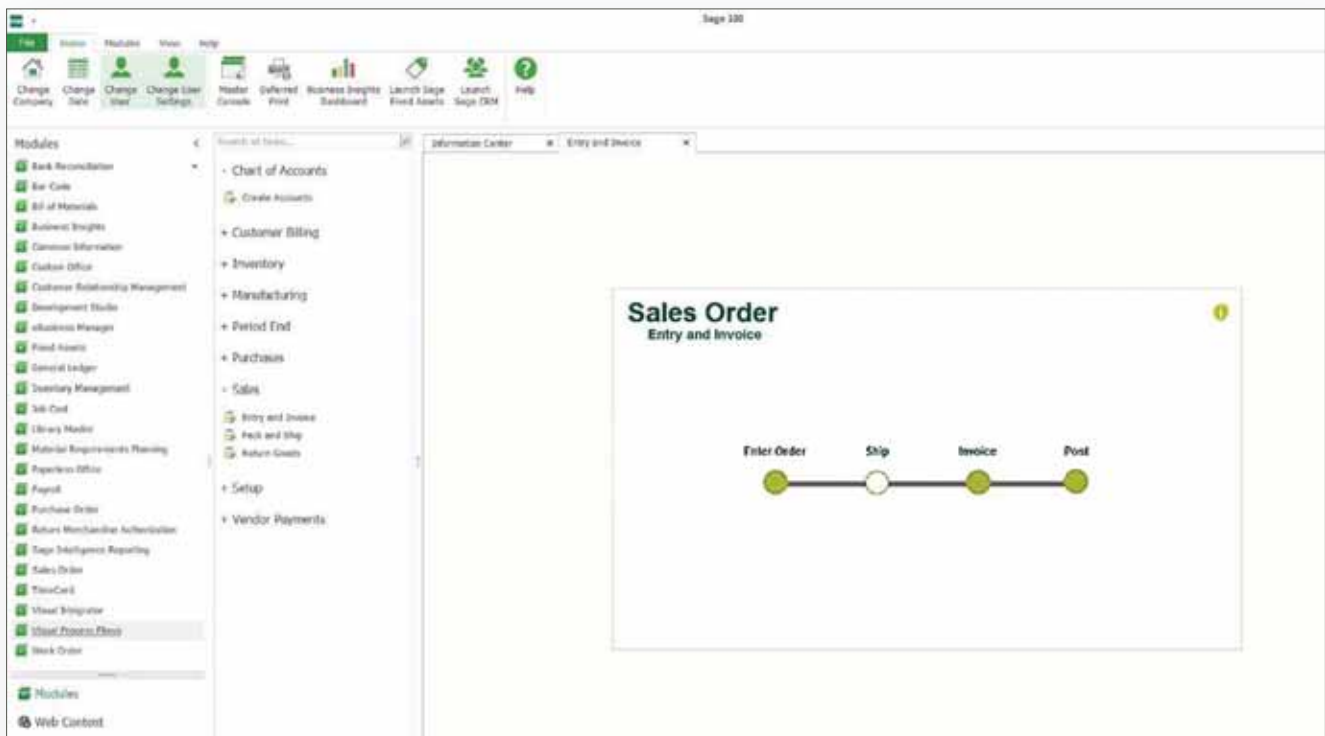 Sage 100
File Home Modules View Help
Change Company
Change Date
Change User
Change User Settings
Master Console
Deferred Print
Business Insights Dashboard
Launch Sage Fixed Assets
Launch Sage CRM
Help
Modules
Bank Reconciliation
Bar Code
Bill of Materials
Business Insights
Common Information
Custom Office
Customer Relationship Management
Development Studio
eBusiness Manager
Fixed Assets
General Ledger
Inventory Management
Job Cost
Library Master
Material Requirements Planning
Paperless Office
Payroll
Purchase Order
Return Merchandise Authorization
Sage Intelligence Reporting
Sales Order
TimeCard
Visual Integrator
Visual Process Flows
Work Order
Modules
Web Content
Search all tasks...
- Chart of Accounts
Create Accounts
+ Customer Billing
+ Inventory
+ Manufacturing
+ Period End
+ Purchases
- Sales
Entry and Invoice
Pack and Ship
Return Goods
+ Setup
+ Vendor Payments
Information Center
Entry and Invoice
Sales Order
Entry and Invoice
Enter Order Ship Invoice Post